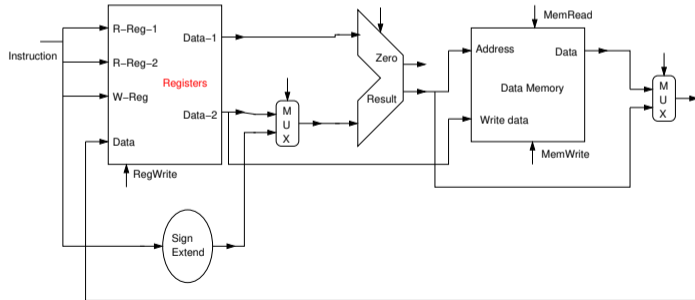 R-Reg-1
Data-1
Instruction
R-Reg-2
Registers
W-Reg
Data-2
Data
RegWrite
Sign
Extend
M
U
X
Zero
Result
MemRead
Address
Data
Data Memory
Write data
MemWrite
M
U
X